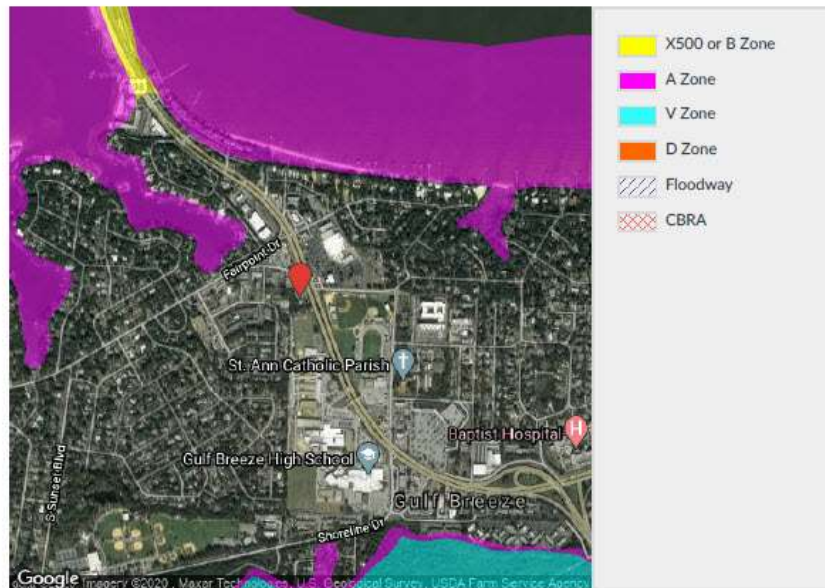 X500 or B Zone
A Zone
V Zone
D Zone
Floodway
CBRA
98
Fairpoint Dr
St. Ann Catholic Parish
Baptist Hospital
H
Gulf Breeze High School
Gulf Breeze
S Sunset Blvd
Shoreline Dr
Google
Imagery ©2020 , Maxar Technologies, U.S. Geological Survey, USDA Farm Service Agency